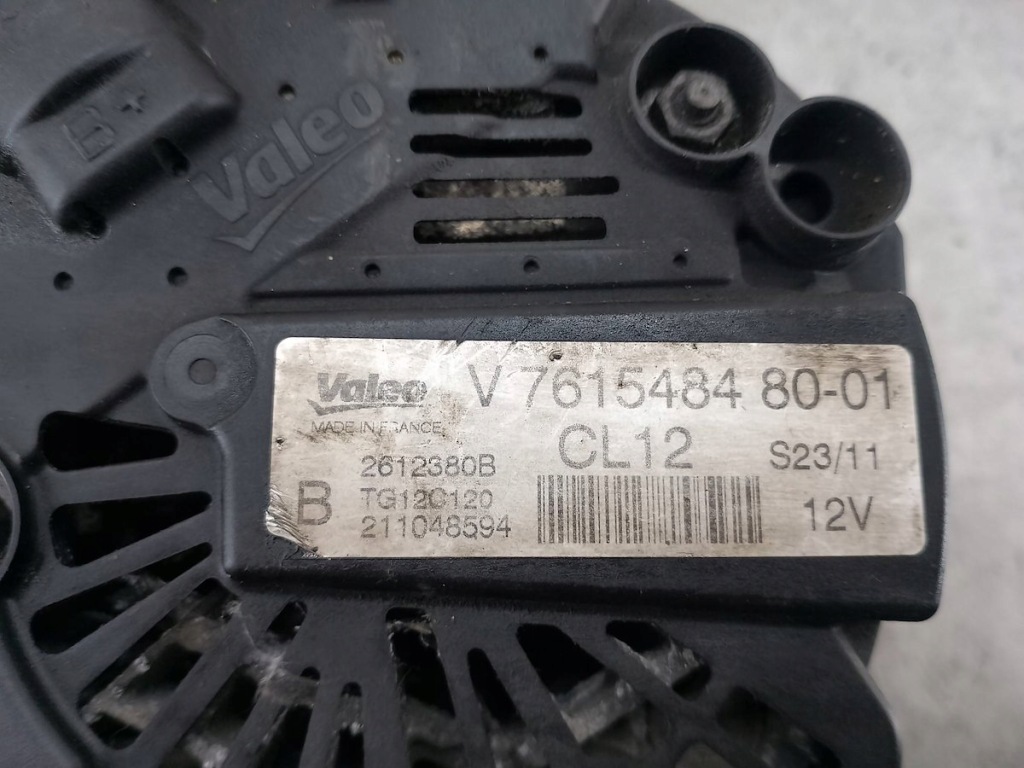 B+
Valeo
Valeo V 7615484 80-01
MADE IN FRANCE
CL12 S23/11
2612380B
B TG12C120
211048594 12V